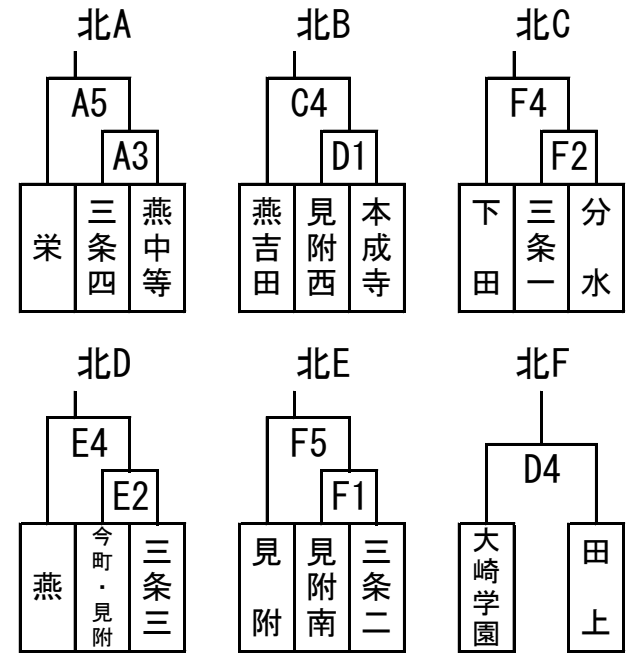 北A
北B
北C
A5
C4
F4
A3
D1
F2
栄
三条四
燕中等
燕吉田
見附西
本成寺
下田
三条一
分水
北D
北E
北F
E4
F5
D4
E2
F1
燕
今町・見附
三条三
見附
見附南
三条二
大崎学園
田上